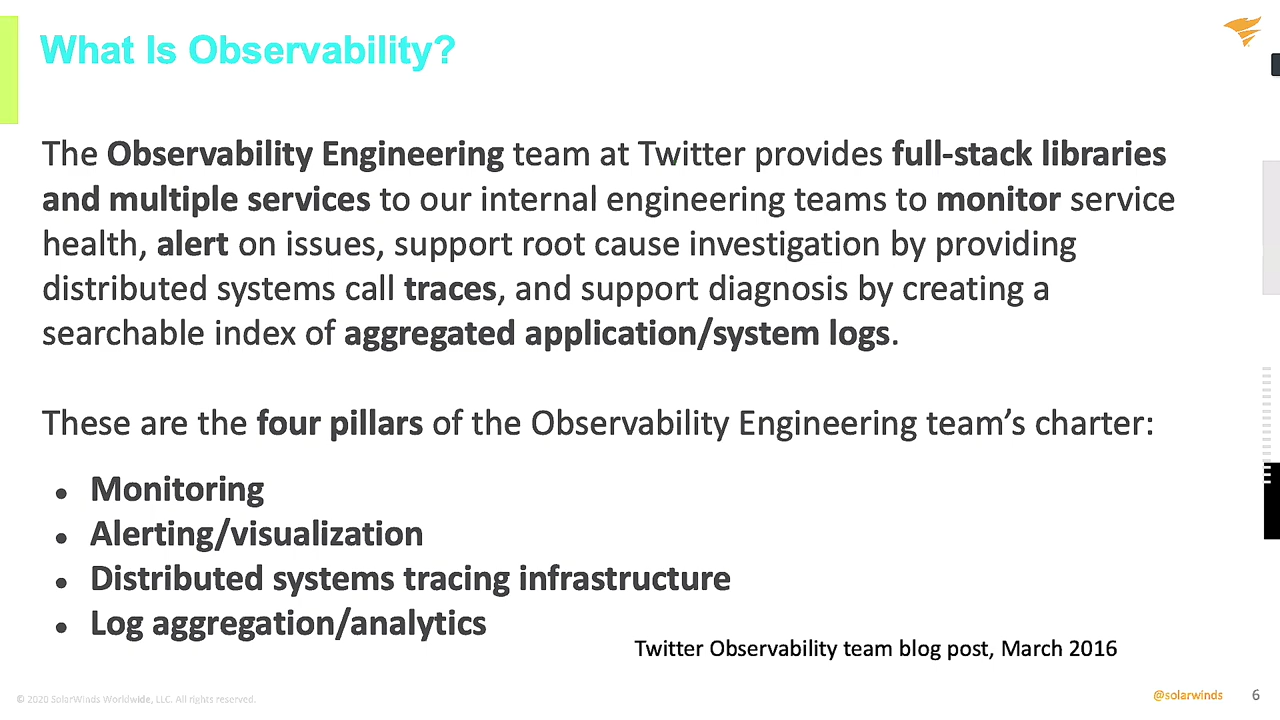 What Is Observability?
The Observability Engineering team at Twitter provides full-stack libraries
and multiple services to our internal engineering teams to monitor service
health, alert on issues, support root cause investigation by providing
distributed systems call traces, and support diagnosis by creating a
searchable index of aggregated application/system logs.
These are the four pillars of the Observability Engineering team’s charter:
● Monitoring
● Alerting/visualization
● Distributed systems tracing infrastructure
● Log aggregation/analytics
Twitter Observability team blog post, March 2016
© 2020 SolarWinds Worldwide, LLC. All rights reserved.
@solarwinds 6